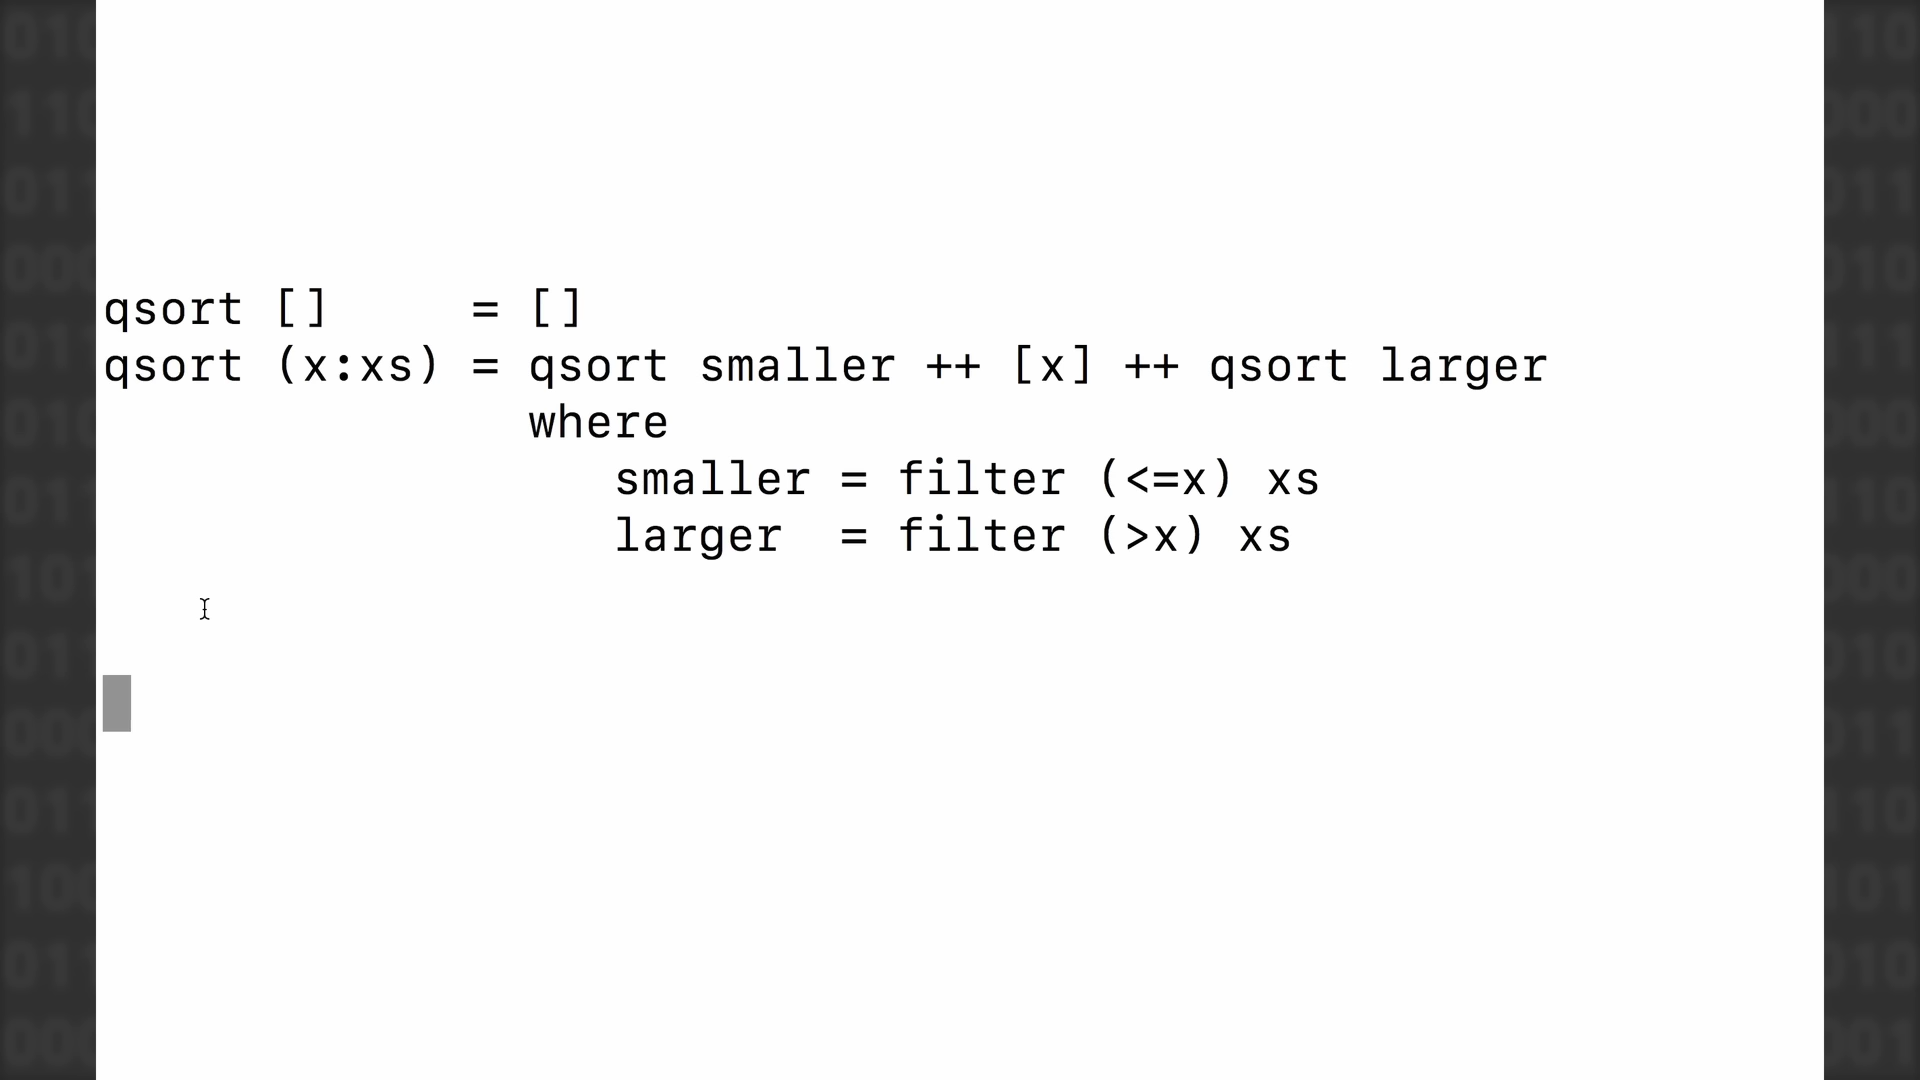 qsort []     = []
qsort (x:xs) = qsort smaller ++ [x] ++ qsort larger
               where
                  smaller = filter (<=x) xs
                  larger  = filter (>x) xs